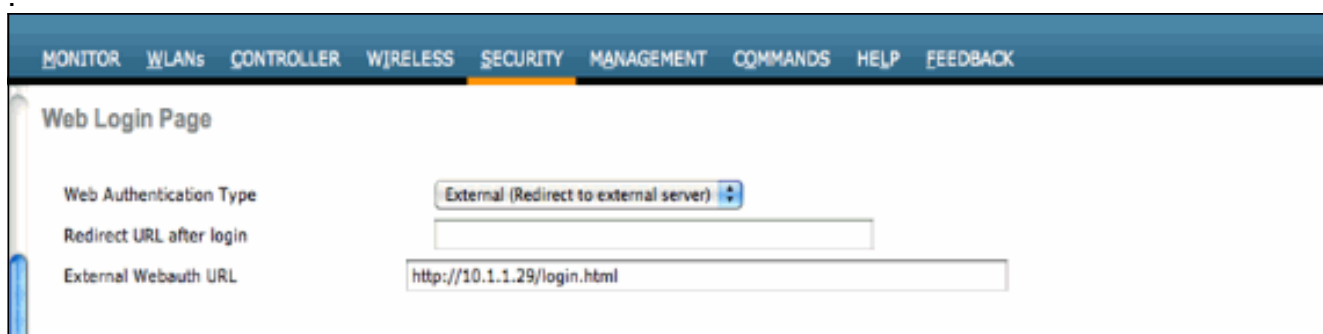 .
MONITOR WLANs CONTROLLER WIRELESS SECURITY MANAGEMENT COMMANDS HELP FEEDBACK
Web Login Page
Web Authentication Type External (Redirect to external server)
Redirect URL after login
External Webauth URL http://10.1.1.29/login.html